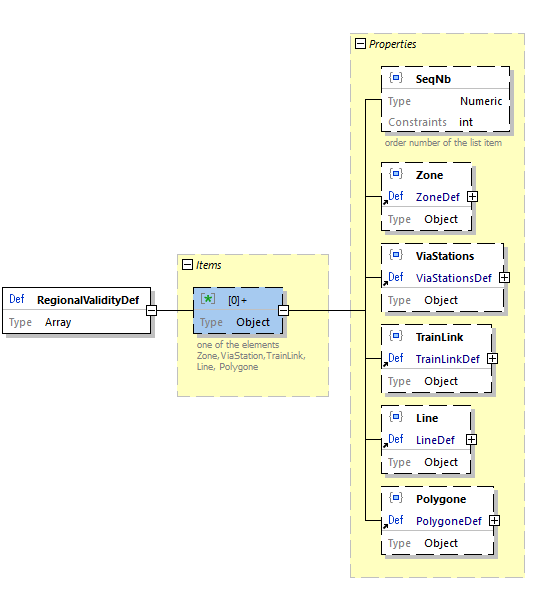 Properties
SeqNb
Type Numeric
Constraints int
order number of the list item
Zone
Def ZoneDef
Type Object
ViaStations
Def ViaStationsDef
Type Object
TrainLink
Def TrainLinkDef
Type Object
Line
Def LineDef
Type Object
Polygone
Def PolygoneDef
Type Object
Items
[0]+
Type Object
one of the elements
Zone,ViaStation,TrainLink,
Line, Polygone
Def RegionalValidityDef
Type Array